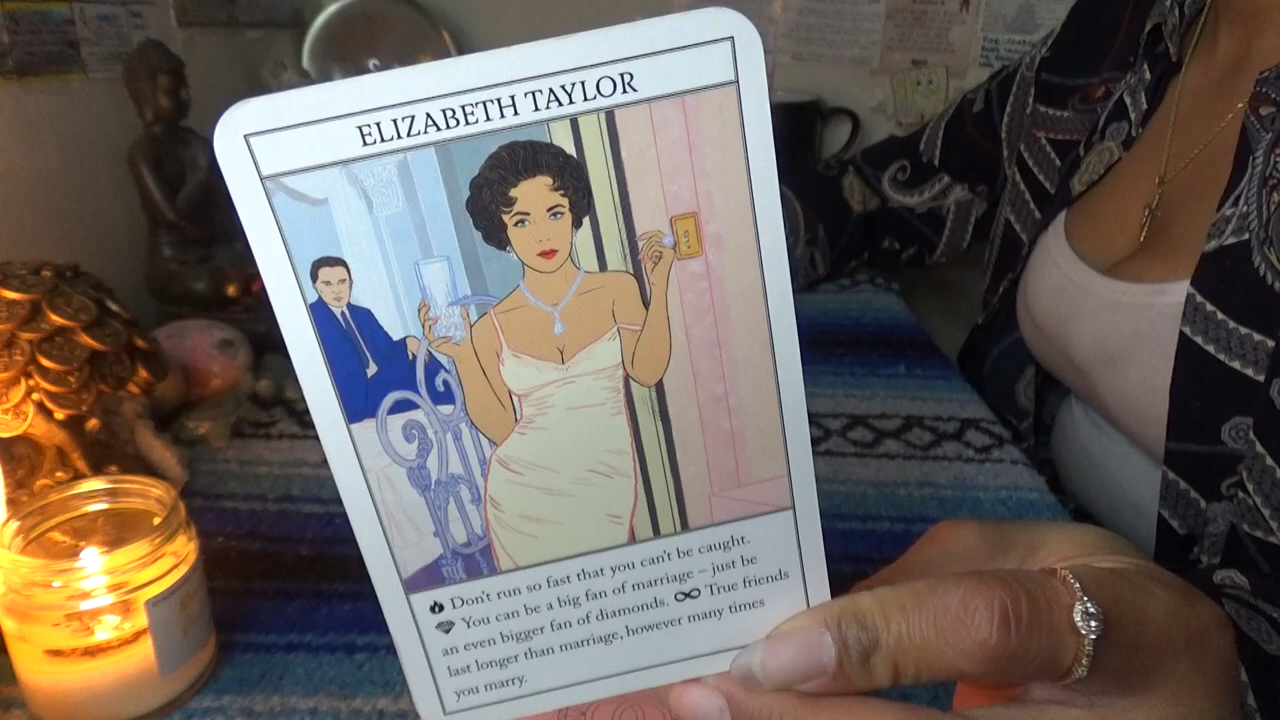 ELIZABETH TAYLOR
🔥 Don't run so fast that you can't be caught.
💎 You can be a big fan of marriage – just be
an even bigger fan of diamonds. ∞ True friends
last longer than marriage, however many times
you marry.